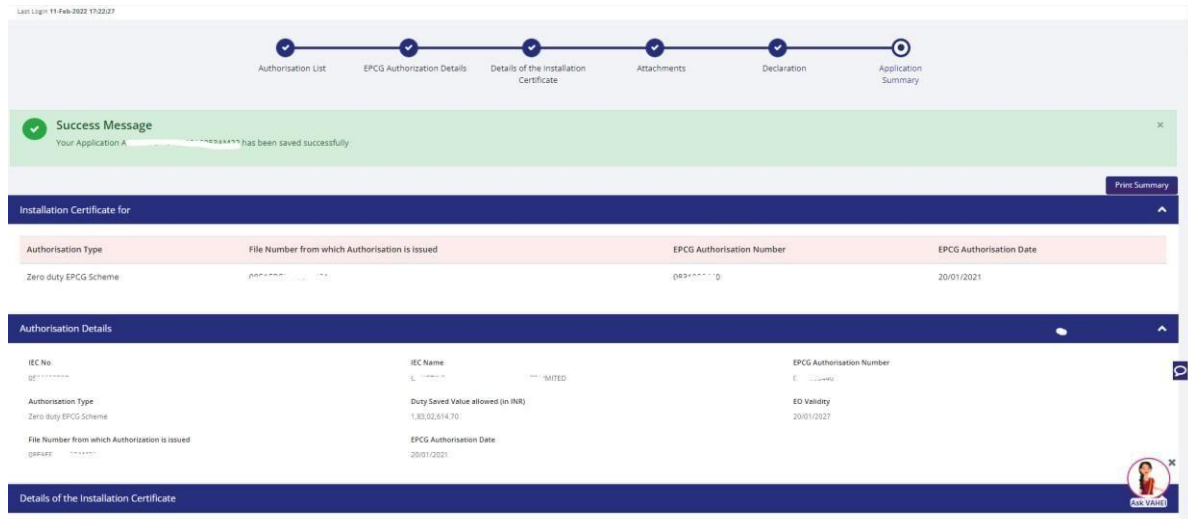 Last Login 11-Feb-2022 17:22:27
Authorisation List
EPCG Authorization Details
Details of the Installation
Certificate
Attachments
Declaration
Application
Summary
Success Message
Your Application A has been saved successfully
Print Summary
Installation Certificate for
Authorisation Type File Number from which Authorisation is issued EPCG Authorisation Number EPCG Authorisation Date
Zero duty EPCG Scheme 20/01/2021
Authorisation Details
IEC No IEC Name EPCG Authorisation Number
MITED
Authorisation Type Duty Saved Value allowed (in INR) EO Validity
Zero duty EPCG Scheme 1,83,02,614.70 20/01/2027
File Number from which Authorization is issued EPCG Authorisation Date
20/01/2021
Ask VAHEI
Details of the Installation Certificate